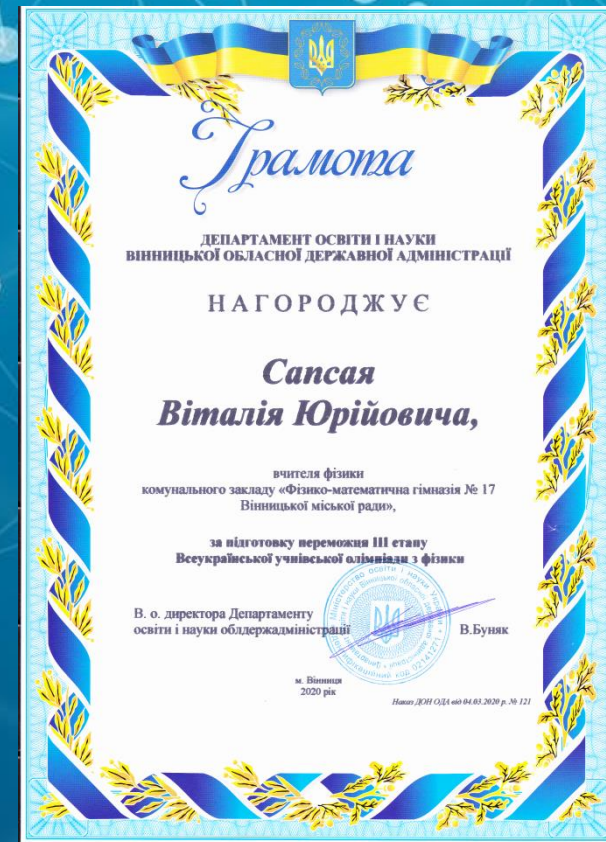 Грамота
ДЕПАРТАМЕНТ ОСВІТИ І НАУКИ
ВІННИЦЬКОЇ ОБЛАСНОЇ ДЕРЖАВНОЇ АДМІНІСТРАЦІЇ
НАГОРОДЖУЄ
Сапсая
Віталія Юрійовича,
вчителя фізики
комунального закладу «Фізико-математична гімназія № 17
Вінницької міської ради»,
за підготовку переможця ІІІ етапу
Всеукраїнської учнівської олімпіади з фізики
В. о. директора Департаменту
освіти і науки облдержадміністрації В.Буняк
м. Вінниця
2020 рік
Наказ ДОН ОДА від 04.03.2020 р. № 121